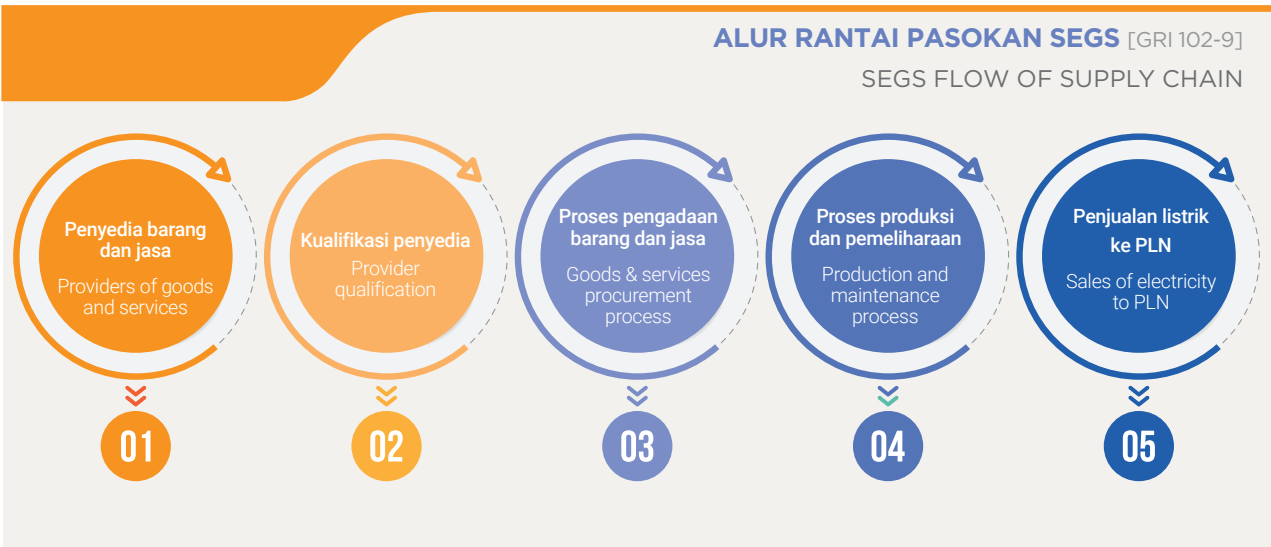 ALUR RANTAI PASOKAN SEGS [GRI 102-9]
SEGS FLOW OF SUPPLY CHAIN
Penyedia barang
dan jasa
Providers of goods
and services
01
Kualifikasi penyedia
Provider
qualification
02
Proses pengadaan
barang dan jasa
Goods & services
procurement
process
03
Proses produksi
dan pemeliharaan
Production and
maintenance
process
04
Penjualan listrik
ke PLN
Sales of electricity
to PLN
05